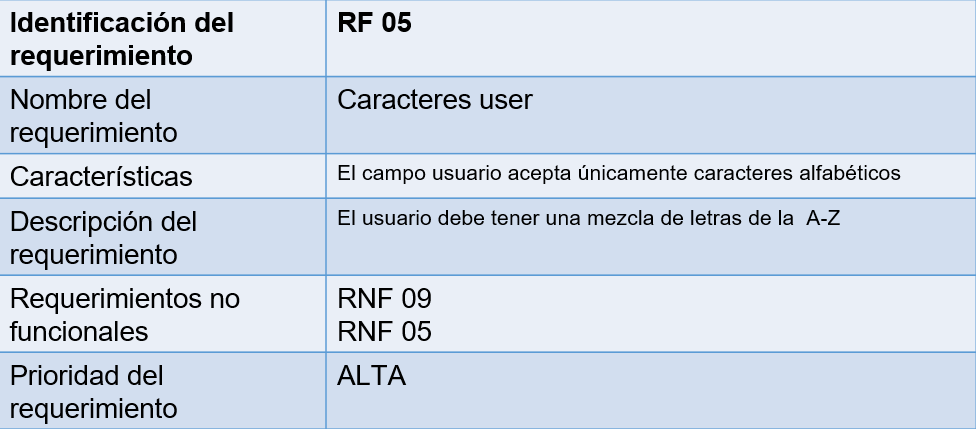 Identificación del
requerimiento
RF 05
Nombre del
requerimiento
Caracteres user
Características
El campo usuario acepta únicamente caracteres alfabéticos
Descripción del
requerimiento
El usuario debe tener una mezcla de letras de la  A-Z
Requerimientos no
funcionales
RNF 09
RNF 05
Prioridad del
requerimiento
ALTA